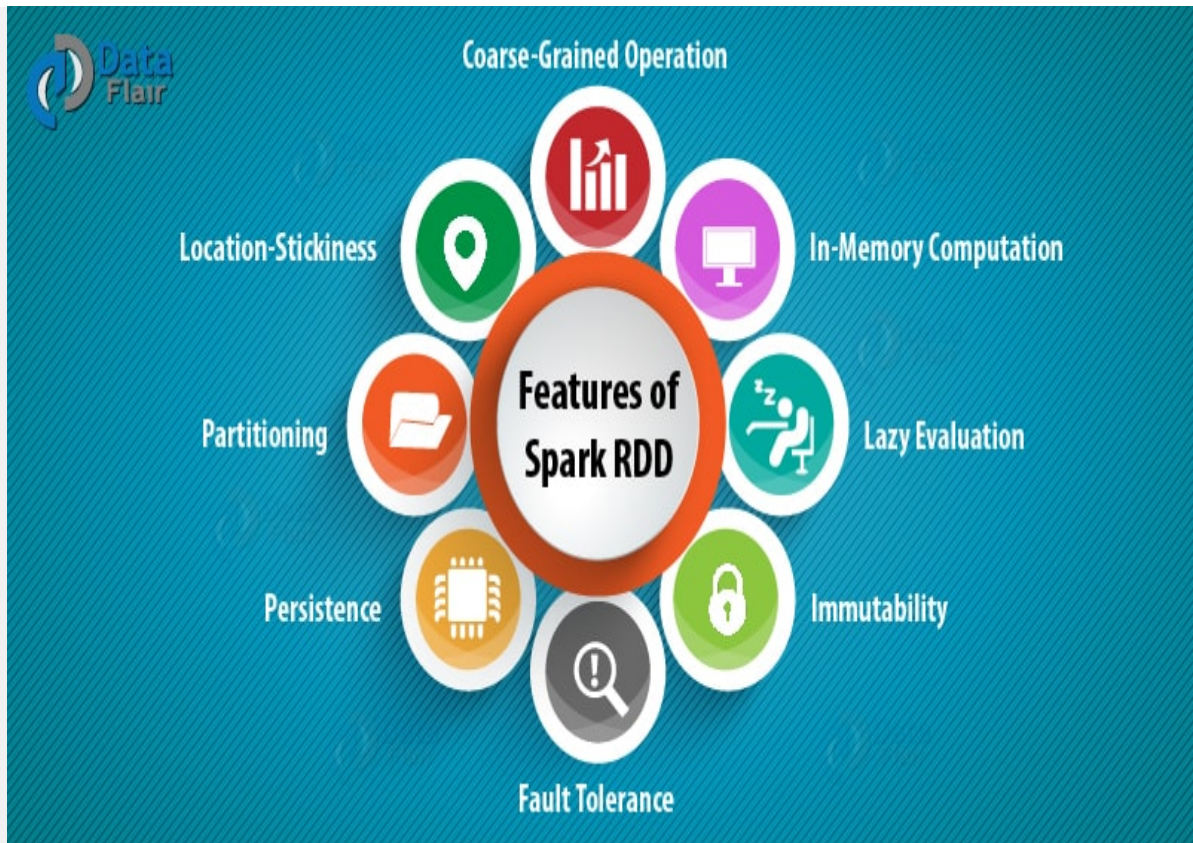 Data
Flair
Coarse-Grained Operation
Location-Stickiness
In-Memory Computation
Features of
Spark RDD
Partitioning
Lazy Evaluation
zZ
Persistence
Immutability
!
Fault Tolerance